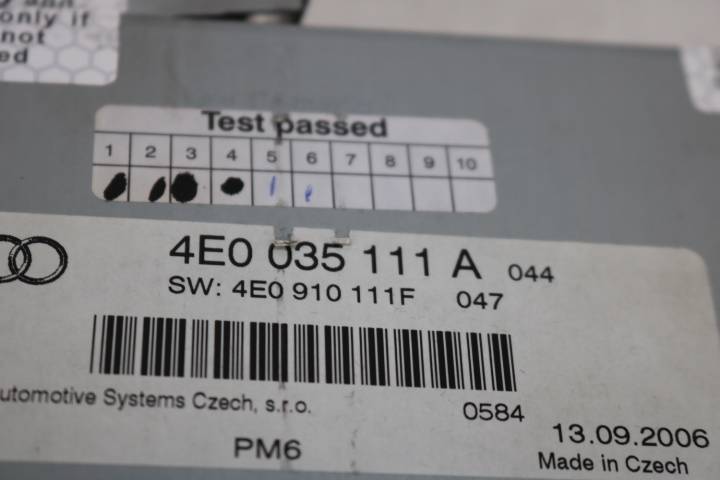 only if
not
ed
Test passed
1 2 3 4 5 6 7 8 9 10
4E0 035 111 A 044
SW: 4E0 910 111F 047
utomotive Systems Czech, s.r.o.
0584
13.09.2006
PM6
Made in Czech